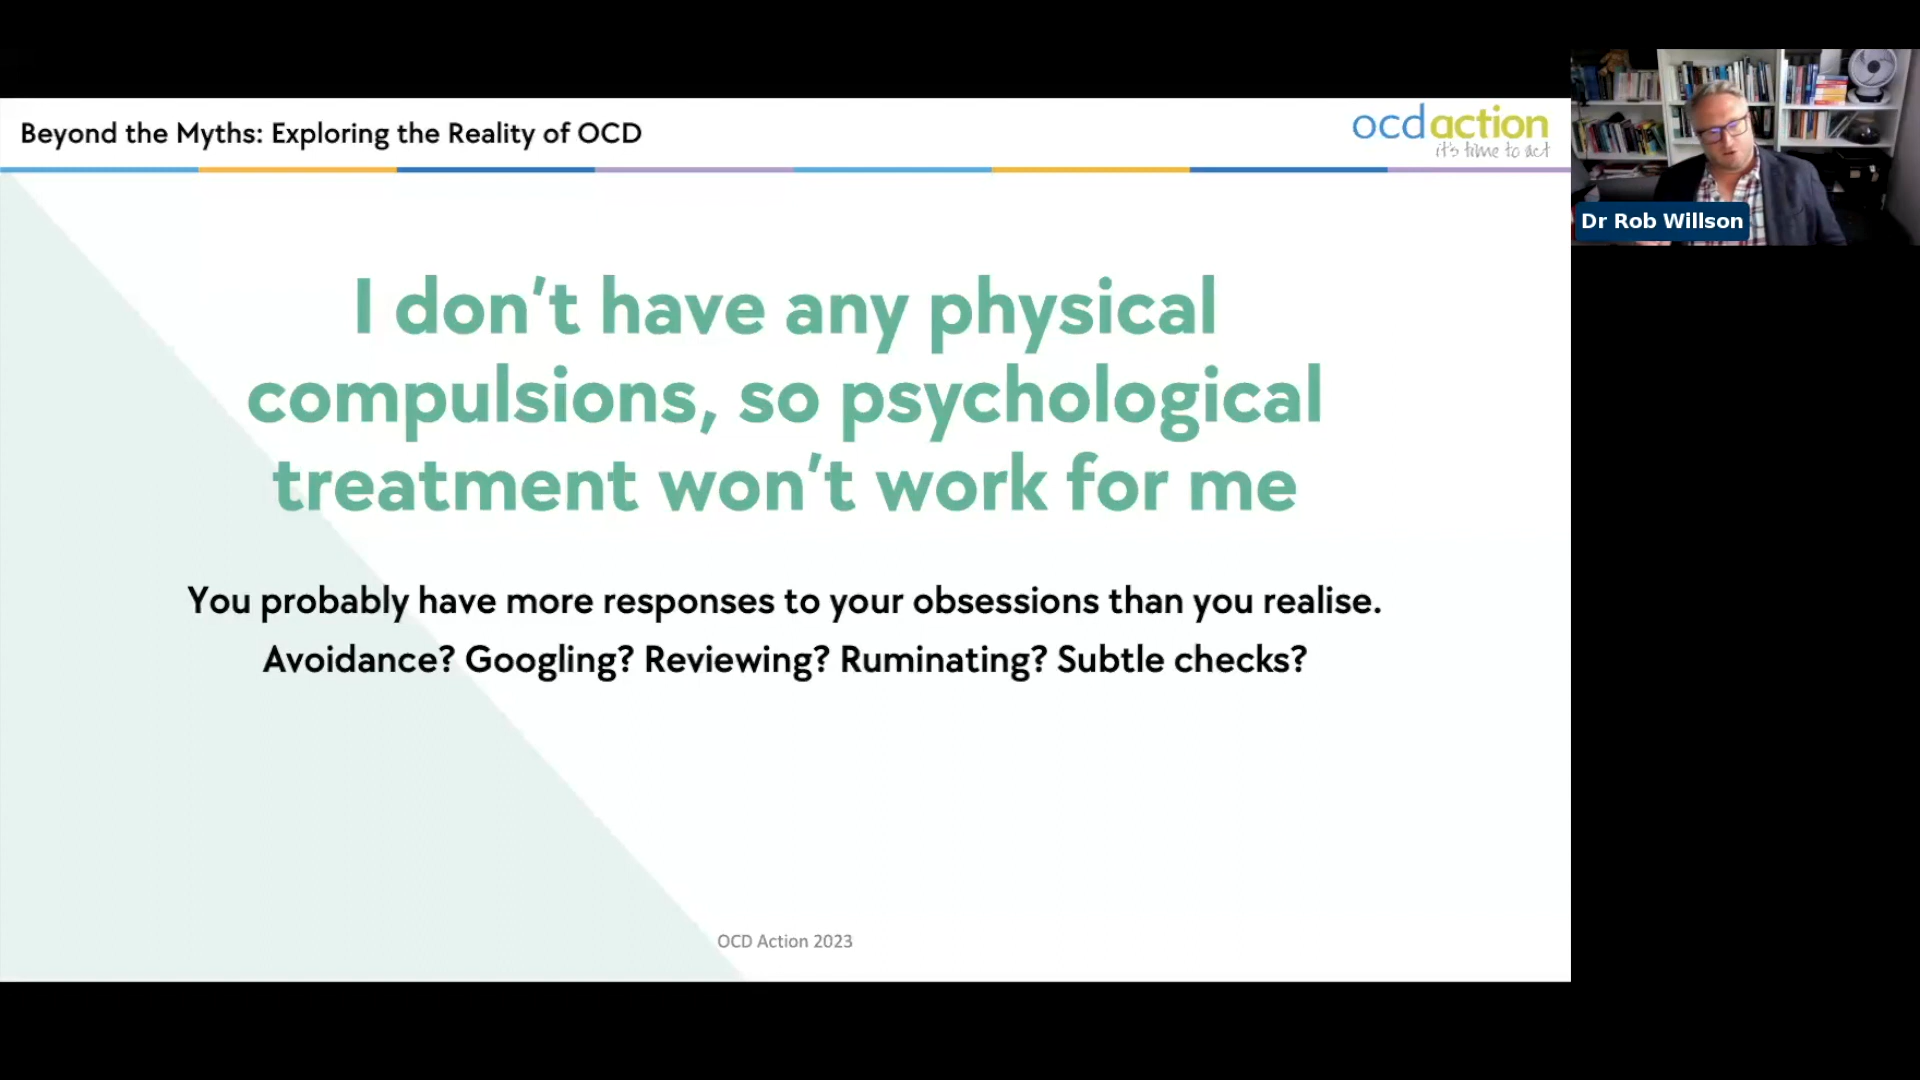 Beyond the Myths: Exploring the Reality of OCD
ocdaction
it's time to act
Dr Rob Willson
I don't have any physical
compulsions, so psychological
treatment won't work for me
You probably have more responses to your obsessions than you realise.
Avoidance? Googling? Reviewing? Ruminating? Subtle checks?
OCD Action 2023